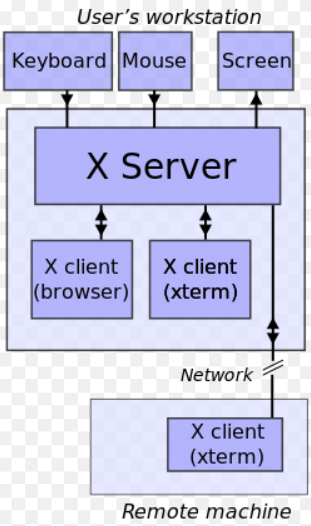 User's workstation
Keyboard
Mouse
Screen
X Server
X client
(browser)
X client
(xterm)
Network
X client
(xterm)
Remote machine